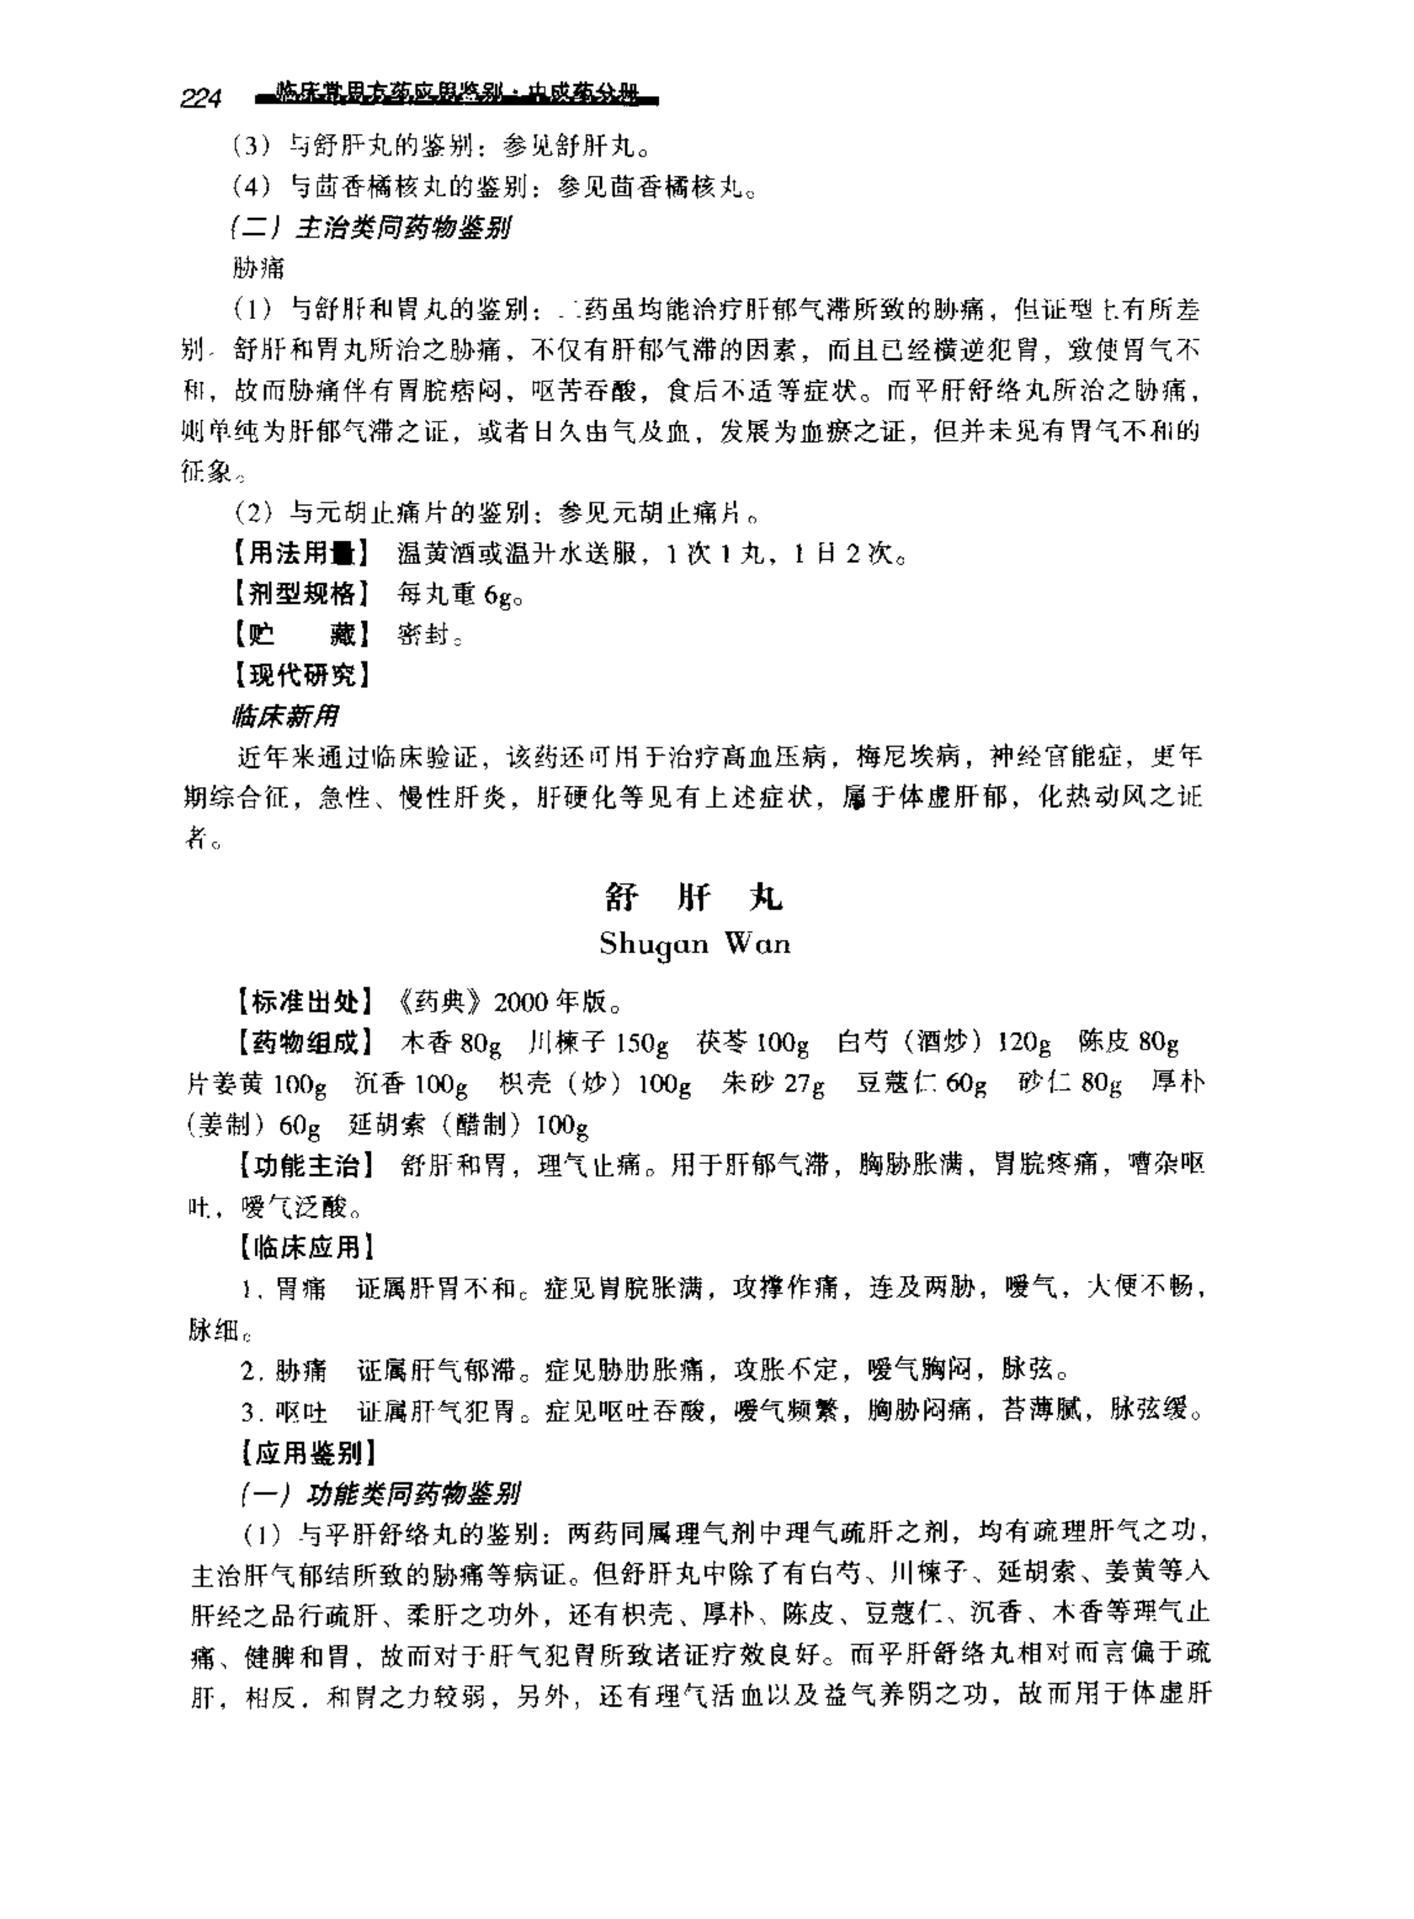 224 临床常用方药应用鉴别·中成药分册
(3) 与舒肝丸的鉴别：参见舒肝丸。
(4) 与茴香橘核丸的鉴别：参见茴香橘核丸。
(二) 主治类同药物鉴别
胁痛
(1) 与舒肝和胃丸的鉴别：二药虽均能治疗肝郁气滞所致的胁痛，但证型上有所差
别。舒肝和胃丸所治之胁痛，不仅有肝郁气滞的因素，而且已经横逆犯胃，致使胃气不
和，故而胁痛伴有胃脘痞闷，呕苦吞酸，食后不适等症状。而平肝舒络丸所治之胁痛，
则单纯为肝郁气滞之证，或者日久由气及血，发展为血瘀之证，但并未见有胃气不和的
征象。
(2) 与元胡止痛片的鉴别：参见元胡止痛片。
【用法用量】 温黄酒或温开水送服，1次1丸，1日2次。
【剂型规格】 每丸重6g。
【贮 藏】 密封。
【现代研究】
临床新用
近年来通过临床验证，该药还可用于治疗高血压病，梅尼埃病，神经官能症，更年
期综合征，急性、慢性肝炎，肝硬化等见有上述症状，属于体虚肝郁，化热动风之证
者。
舒 肝 丸
Shugan Wan
【标准出处】《药典》2000年版。
【药物组成】 木香80g 川楝子150g 茯苓100g 白芍（酒炒）120g 陈皮80g
片姜黄100g 沉香100g 枳壳（炒）100g 朱砂27g 豆蔻仁60g 砂仁80g 厚朴
（姜制）60g 延胡索（醋制）100g
【功能主治】 舒肝和胃，理气止痛。用于肝郁气滞，胸胁胀满，胃脘疼痛，嘈杂呕
吐，嗳气泛酸。
【临床应用】
1. 胃痛 证属肝胃不和。症见胃脘胀满，攻撑作痛，连及两胁，嗳气，大便不畅，
脉细。
2. 胁痛 证属肝气郁滞。症见胁肋胀痛，攻胀不定，嗳气胸闷，脉弦。
3. 呕吐 证属肝气犯胃。症见呕吐吞酸，嗳气频繁，胸胁闷痛，苔薄腻，脉弦缓。
【应用鉴别】
(一) 功能类同药物鉴别
(1) 与平肝舒络丸的鉴别：两药同属理气剂中理气疏肝之剂，均有疏理肝气之功，
主治肝气郁结所致的胁痛等病证。但舒肝丸中除了有白芍、川楝子、延胡索、姜黄等入
肝经之品行疏肝、柔肝之功外，还有枳壳、厚朴、陈皮、豆蔻仁、沉香、木香等理气止
痛、健脾和胃，故而对于肝气犯胃所致诸证疗效良好。而平肝舒络丸相对而言偏于疏
肝，相反，和胃之力较弱，另外，还有理气活血以及益气养阴之功，故而用于体虚肝